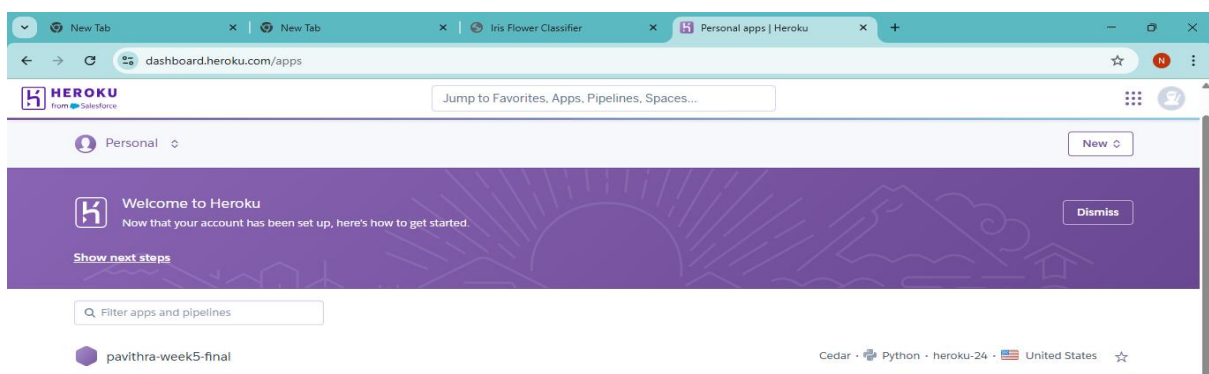 New Tab
New Tab
Iris Flower Classifier
Personal apps | Heroku
dashboard.heroku.com/apps
N
HEROKU
from Salesforce
Jump to Favorites, Apps, Pipelines, Spaces...
Personal
New
Welcome to Heroku
Now that your account has been set up, here's how to get started.
Dismiss
Show next steps
Filter apps and pipelines
pavithra-week5-final
Cedar · Python · heroku-24 · United States